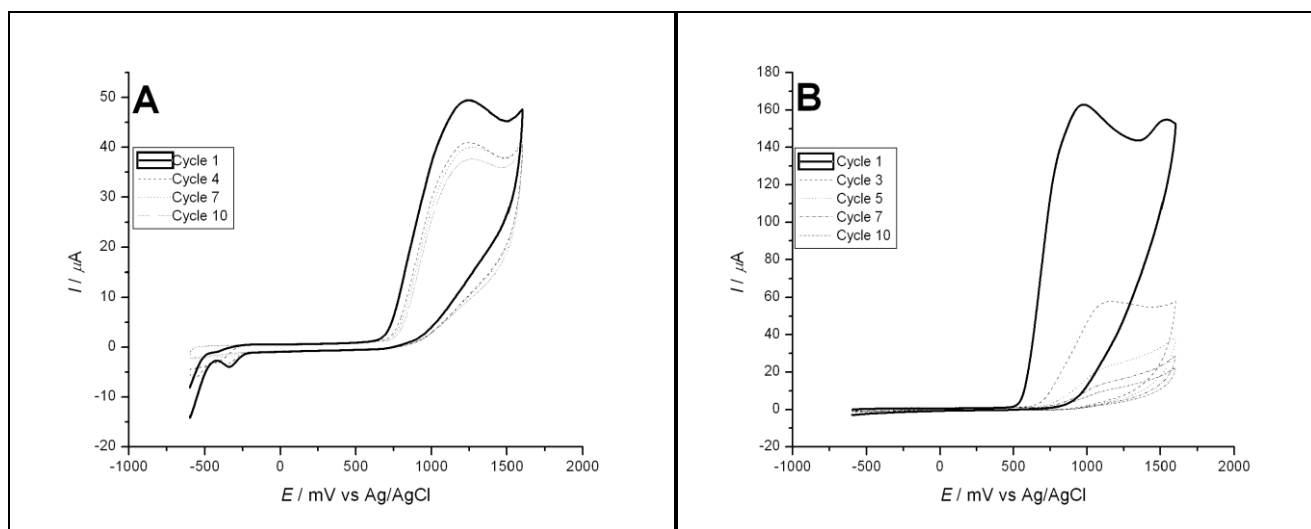 A
50
40
30
20
10
0
-10
-20
I / μA
Cycle 1
Cycle 4
Cycle 7
Cycle 10
-1000 -500 0 500 1000 1500 2000
E / mV vs Ag/AgCl
B
180
160
140
120
100
80
60
40
20
0
-20
I / μA
Cycle 1
Cycle 3
Cycle 5
Cycle 7
Cycle 10
-1000 -500 0 500 1000 1500 2000
E / mV vs Ag/AgCl